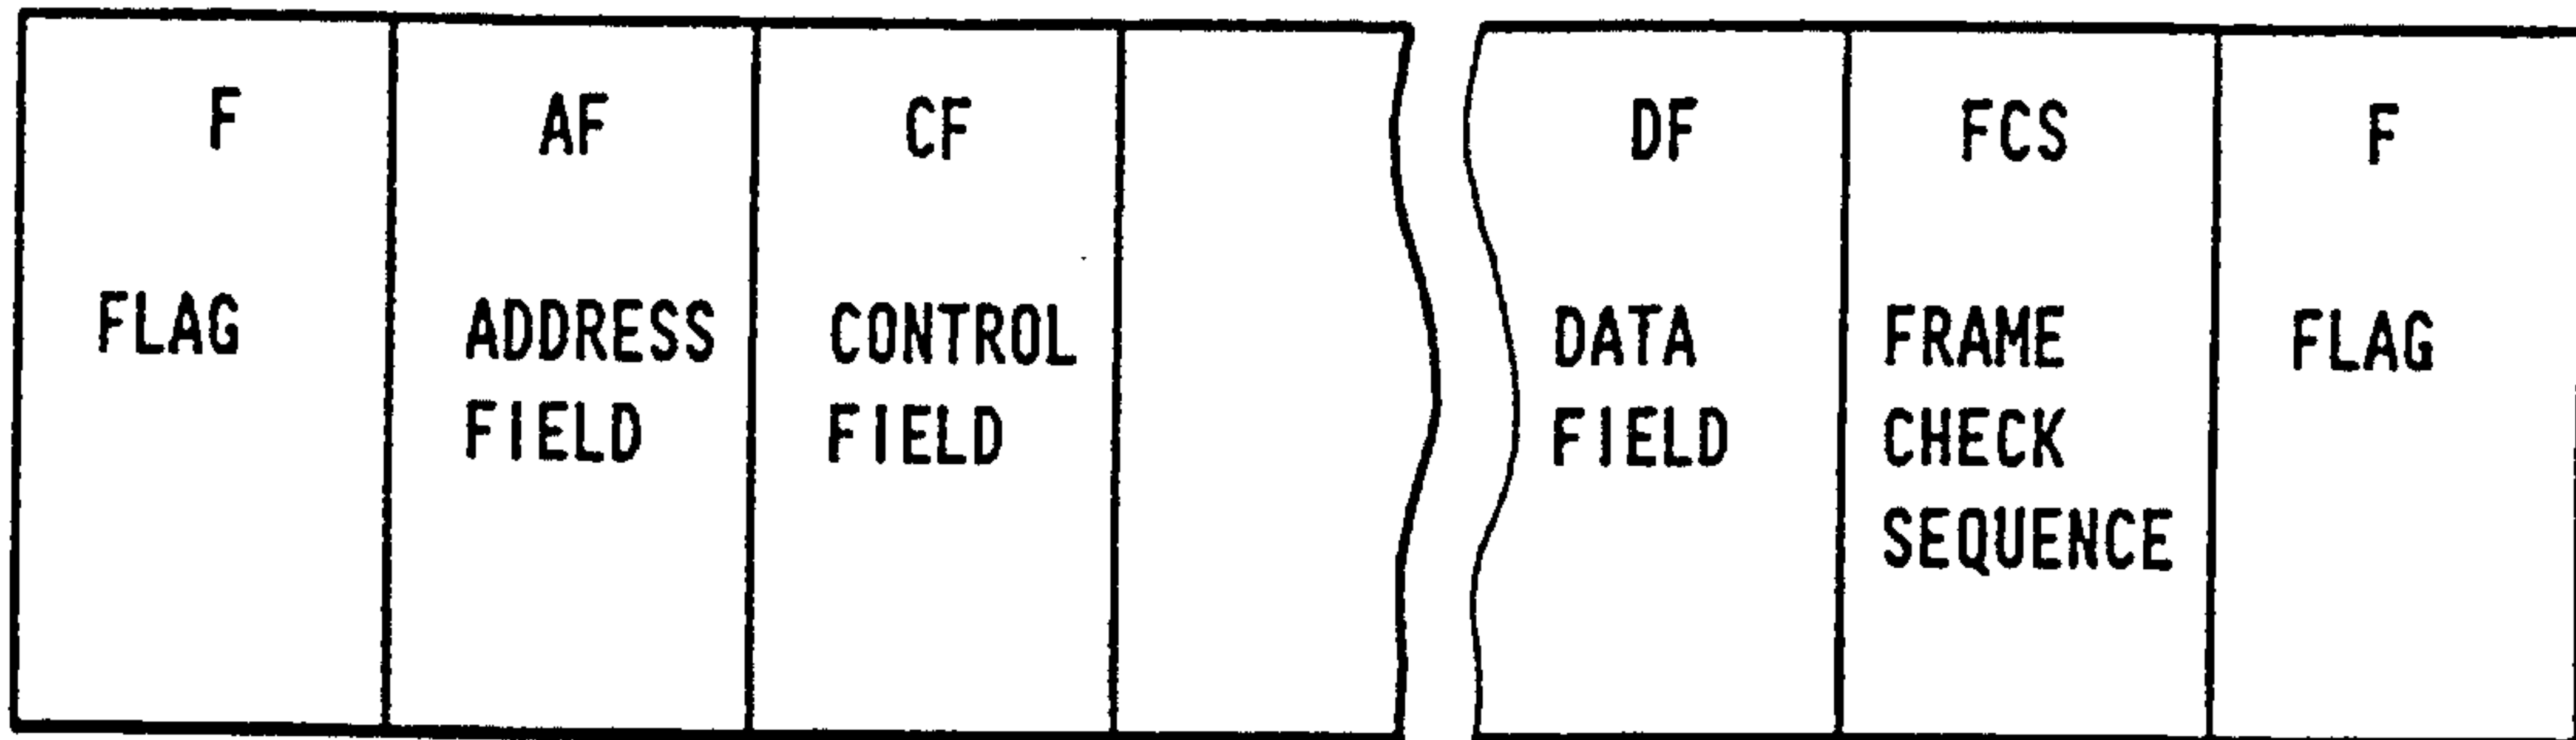 F
FLAG
AF
ADDRESS
FIELD
CF
CONTROL
FIELD
DF
DATA
FIELD
FCS
FRAME
CHECK
SEQUENCE
F
FLAG